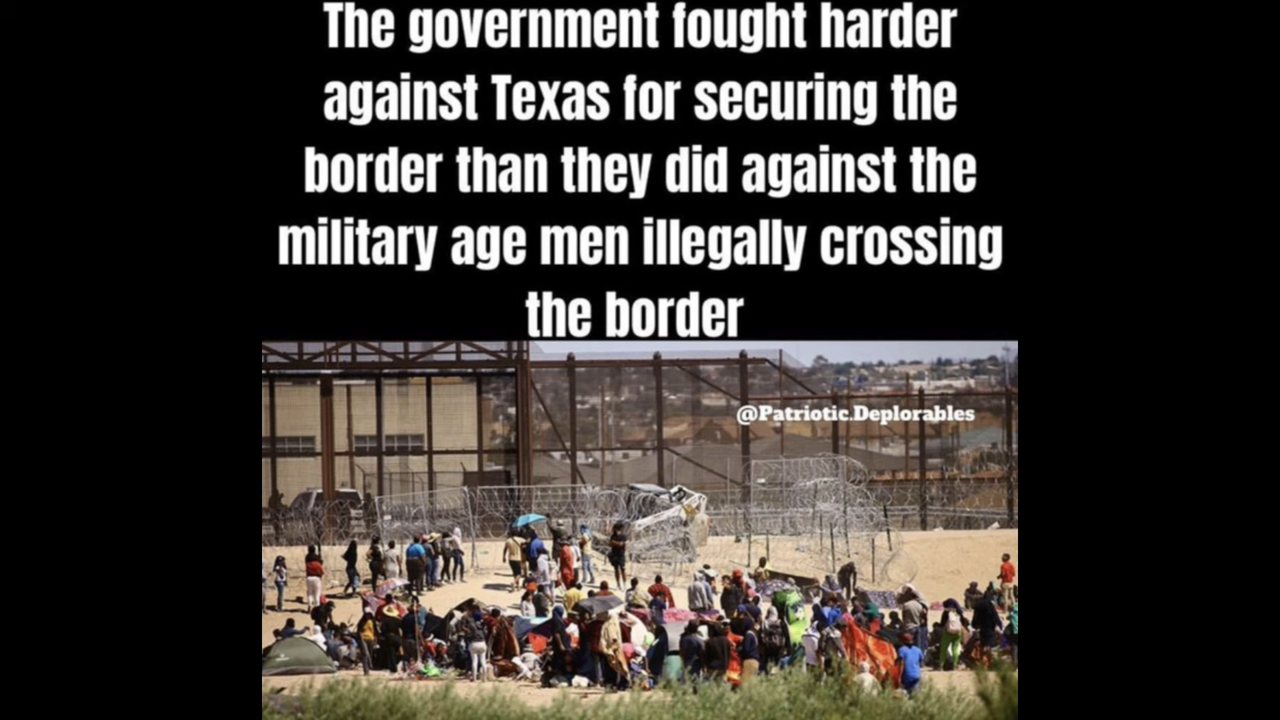 The government fought harder
against Texas for securing the
border than they did against the
military age men illegally crossing
the border
@Patriotic.Deplorables